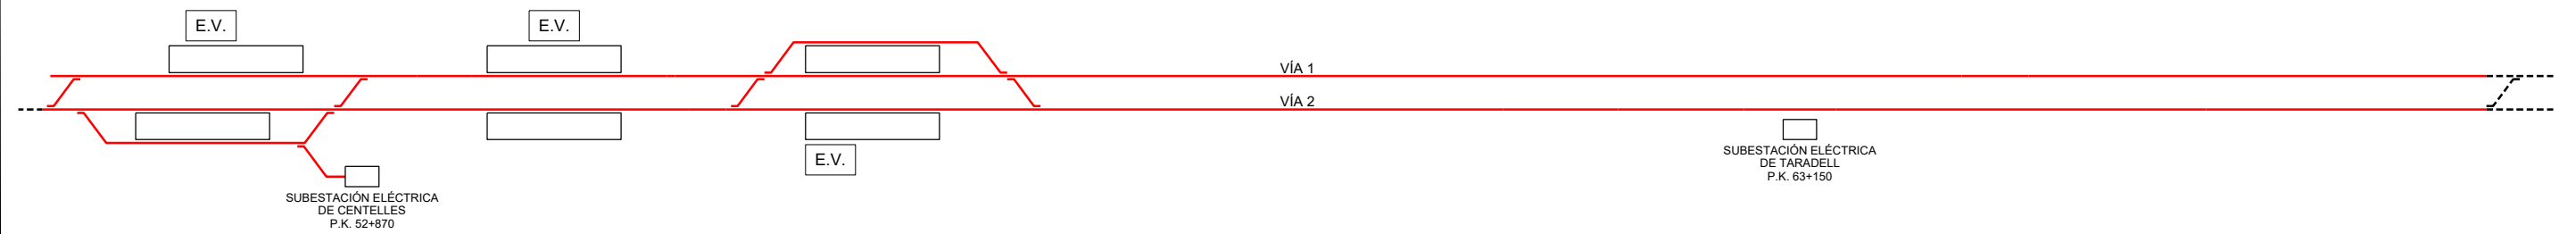 E.V.
E.V.
VÍA 1
VÍA 2
E.V.
SUBESTACIÓN ELÉCTRICA
DE TARADELL
P.K. 63+150
SUBESTACIÓN ELÉCTRICA
DE CENTELLES
P.K. 52+870